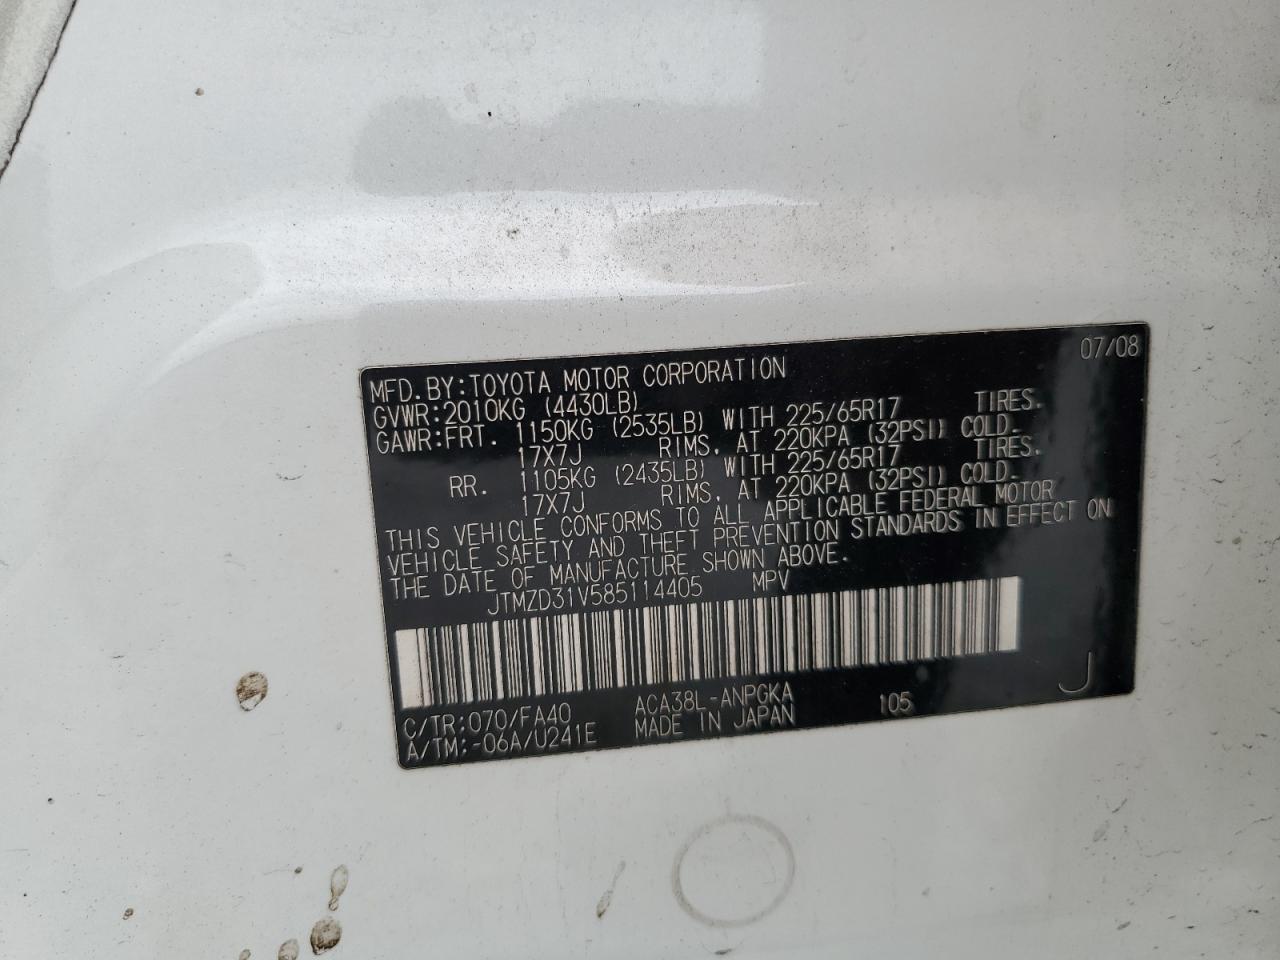 07/08
MFD. BY: TOYOTA MOTOR CORPORATION
GVWR: 2010KG (4430LB)
GAWR: FRT. 1150KG (2535LB) WITH 225/65R17 TIRES.
17X7J RIMS. AT 220KPA (32PSI) COLD.
RR. 1105KG (2435LB) WITH 225/65R17 TIRES.
17X7J RIMS. AT 220KPA (32PSI) COLD.
THIS VEHICLE CONFORMS TO ALL APPLICABLE FEDERAL MOTOR
VEHICLE SAFETY AND THEFT PREVENTION STANDARDS IN EFFECT ON
THE DATE OF MANUFACTURE SHOWN ABOVE.
JTMZD31V585114405 MPV
C/TR: 070/FA40 ACA38L-ANPGKA 105 J
A/TM: -06A/U241E MADE IN JAPAN